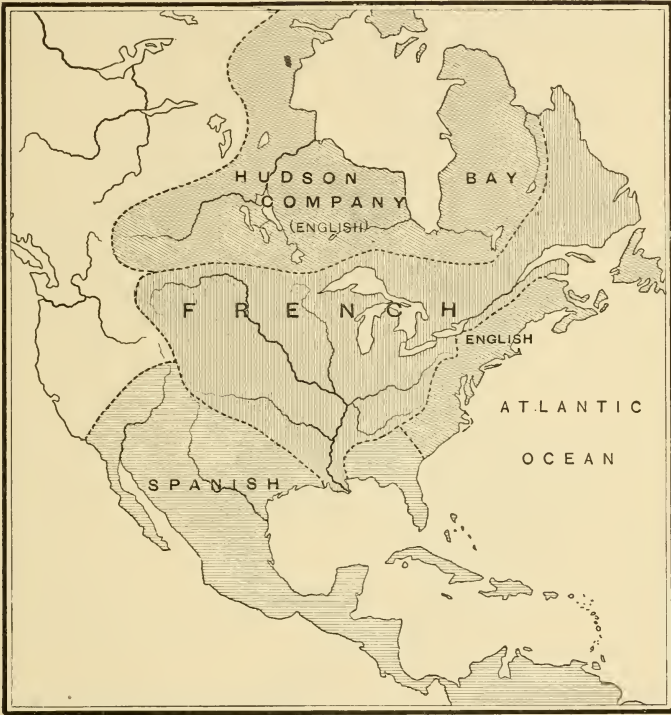 HUDSON BAY
COMPANY
(ENGLISH)
FRENCH
ENGLISH
ATLANTIC
OCEAN
SPANISH